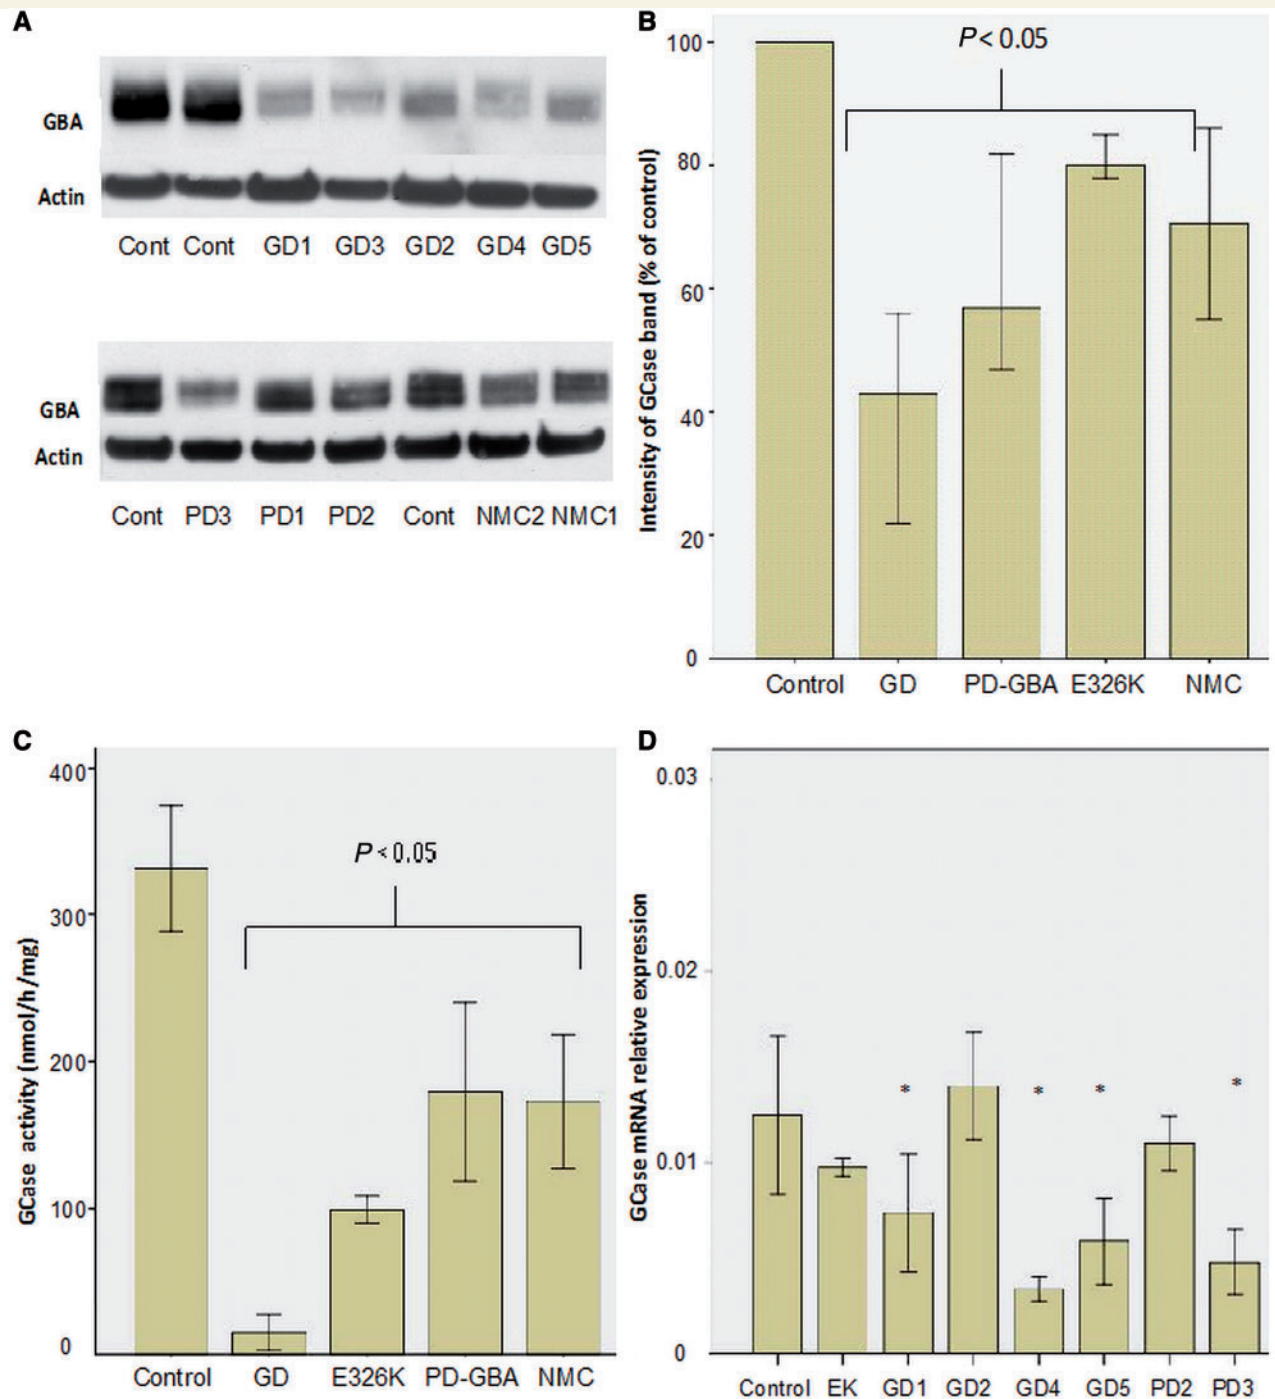 A
GBA
Actin
Cont Cont GD1 GD3 GD2 GD4 GD5
GBA
Actin
Cont PD3 PD1 PD2 Cont NMC2 NMC1
B
P < 0.05
Intensity of GCase band (% of control)
100
80
60
40
20
0
Control GD PD-GBA E326K NMC
C
P < 0.05
GCase activity (nmol/h/mg)
400
300
200
100
0
Control GD E326K PD-GBA NMC
D
GCase mRNA relative expression
0.03
0.02
0.01
0
* * * *
Control EK GD1 GD2 GD4 GD5 PD2 PD3